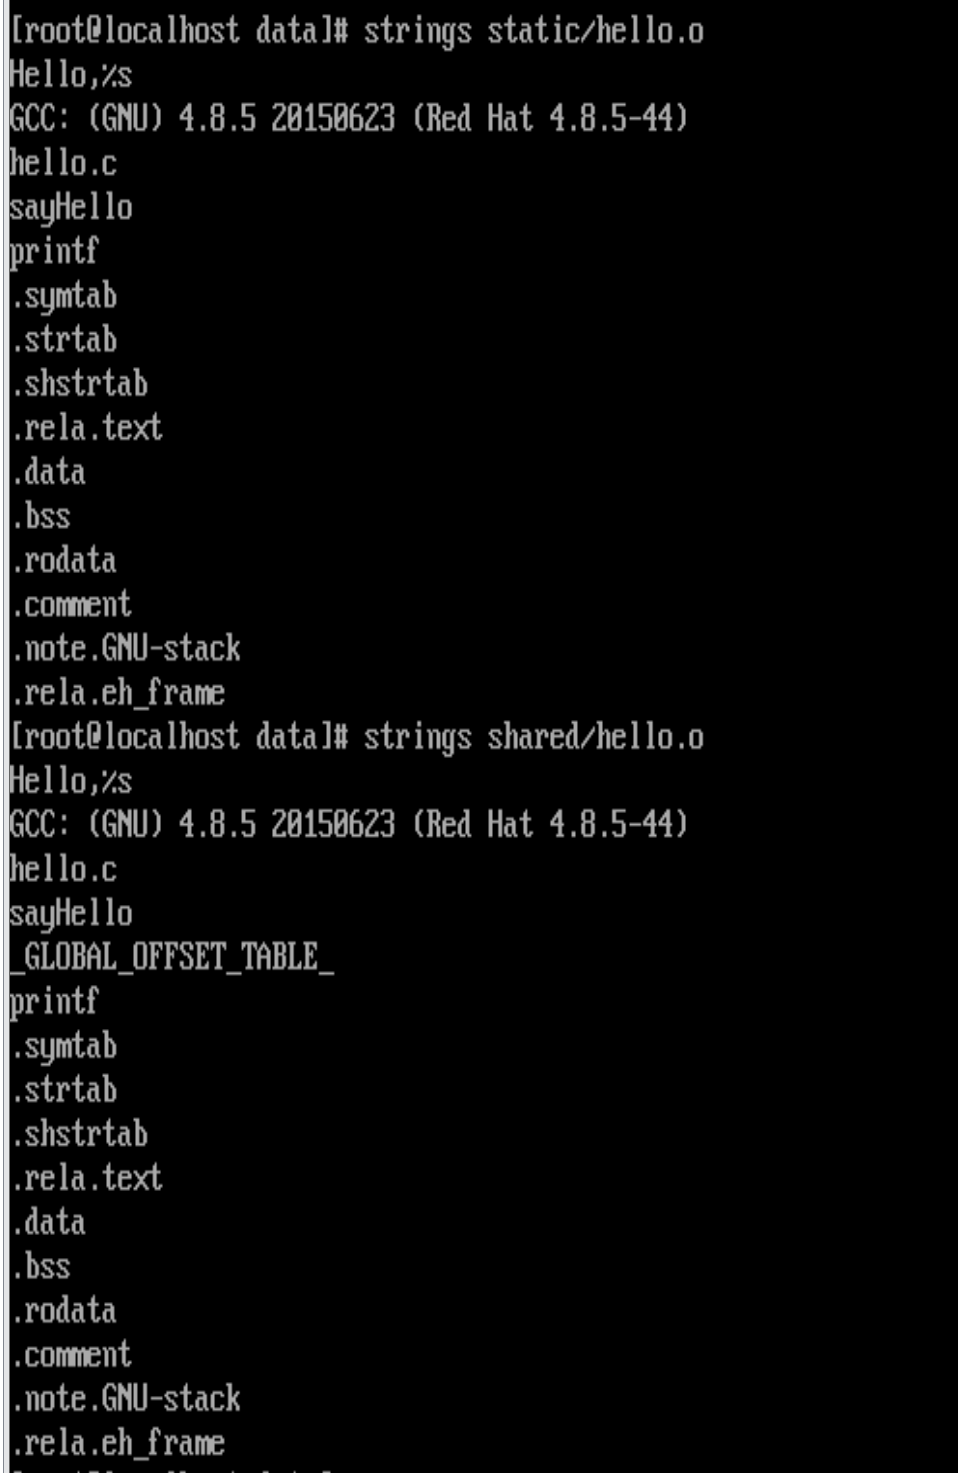 [root@localhost data]# strings static/hello.o
Hello,%s
GCC: (GNU) 4.8.5 20150623 (Red Hat 4.8.5-44)
hello.c
sayHello
printf
.symtab
.strtab
.shstrtab
.rela.text
.data
.bss
.rodata
.comment
.note.GNU-stack
.rela.eh_frame
[root@localhost data]# strings shared/hello.o
Hello,%s
GCC: (GNU) 4.8.5 20150623 (Red Hat 4.8.5-44)
hello.c
sayHello
_GLOBAL_OFFSET_TABLE_
printf
.symtab
.strtab
.shstrtab
.rela.text
.data
.bss
.rodata
.comment
.note.GNU-stack
.rela.eh_frame